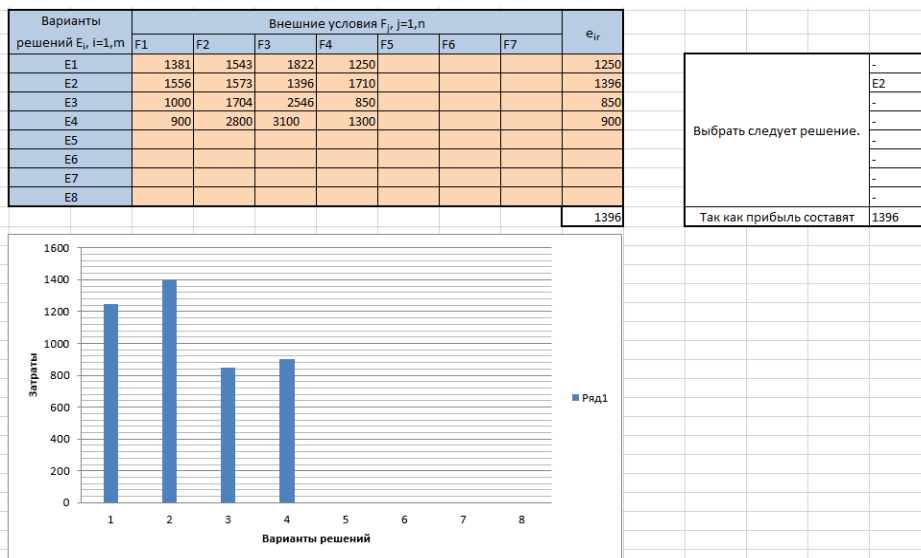 Варианты решений Ei, i=1,m
Внешние условия Fj, j=1,n
eir
F1 F2 F3 F4 F5 F6 F7
E1 1381 1543 1822 1250 1250
E2 1556 1573 1396 1710 1396
E3 1000 1704 2546 850 850
E4 900 2800 3100 1300 900
E5
E6
E7
E8
1396
Выбрать следует решение.
-
E2
-
-
-
-
-
-
Так как прибыль составят 1396
1600
1400
1200
1000
800
600
400
200
0
Затраты
1 2 3 4 5 6 7 8
Варианты решений
Ряд1